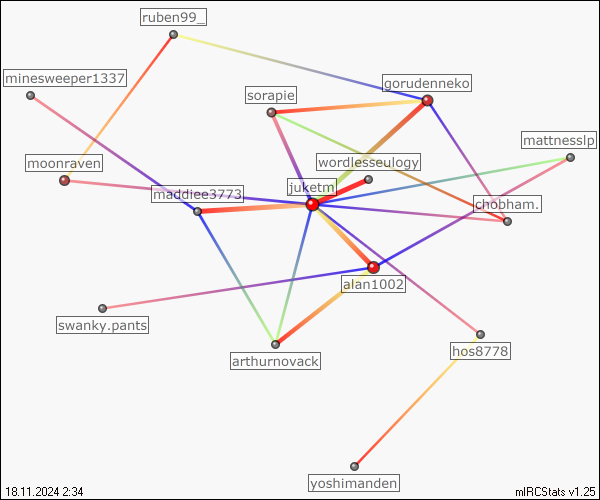 ruben99_
minesweeper1337
gorudenneko
sorapie
mattnesslp
wordlesseulogy
moonraven
juketml
maddiee3773
chobham.
alan1002
swanky.pants
hos8778
arthurnovack
yoshimanden
18.11.2024 2:34
mIRCStats v1.25